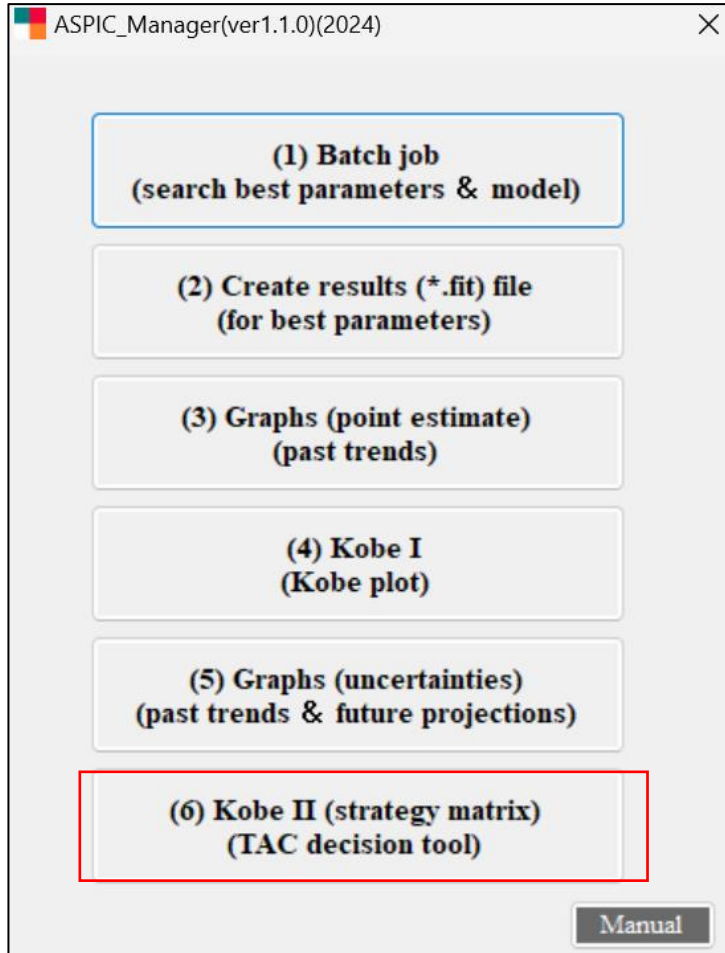 ASPIC_Manager(ver1.1.0)(2024)
(1) Batch job
(search best parameters & model)
(2) Create results (*.fit) file
(for best parameters)
(3) Graphs (point estimate)
(past trends)
(4) Kobe I
(Kobe plot)
(5) Graphs (uncertainties)
(past trends & future projections)
(6) Kobe II (strategy matrix)
(TAC decision tool)
Manual